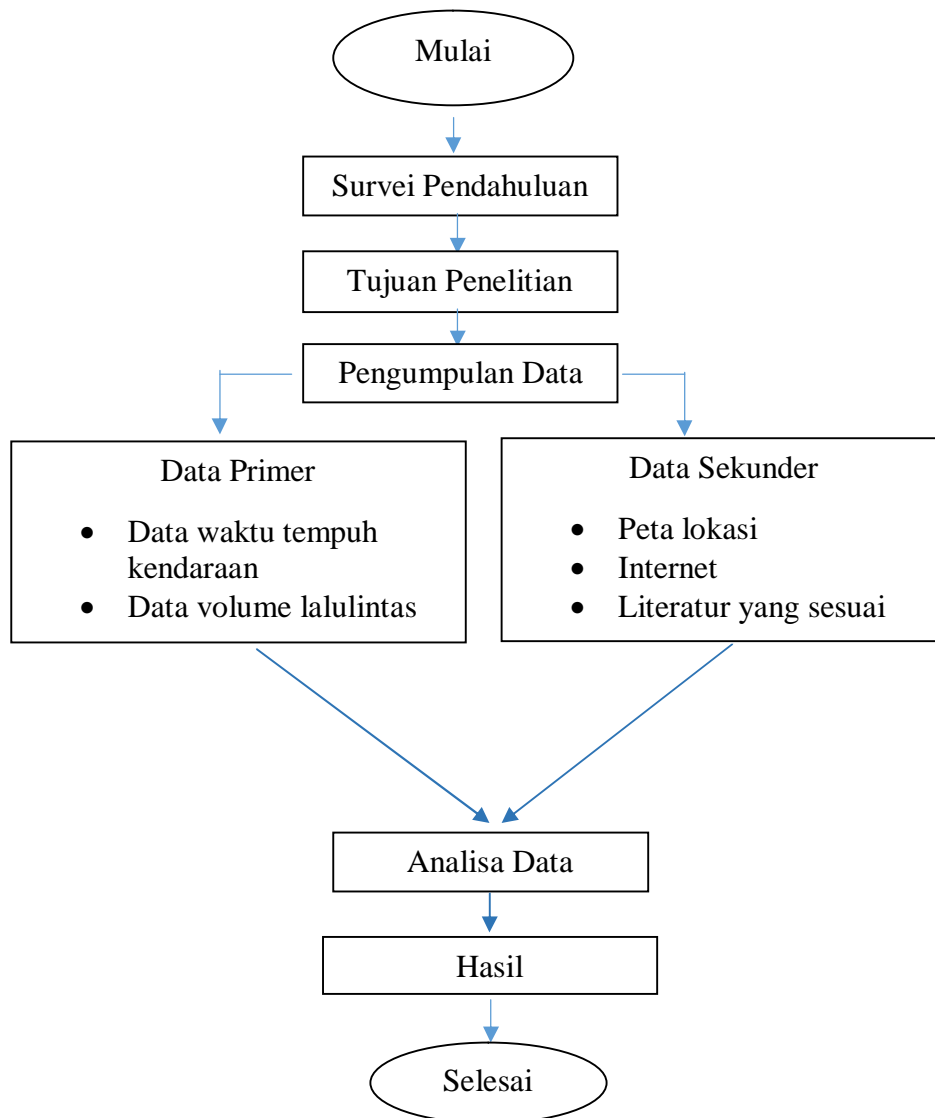 Mulai
Survei Pendahuluan
Tujuan Penelitian
Pengumpulan Data
Data Primer
• Data waktu tempuh
kendaraan
• Data volume lalulintas
Data Sekunder
• Peta lokasi
• Internet
• Literatur yang sesuai
Analisa Data
Hasil
Selesai